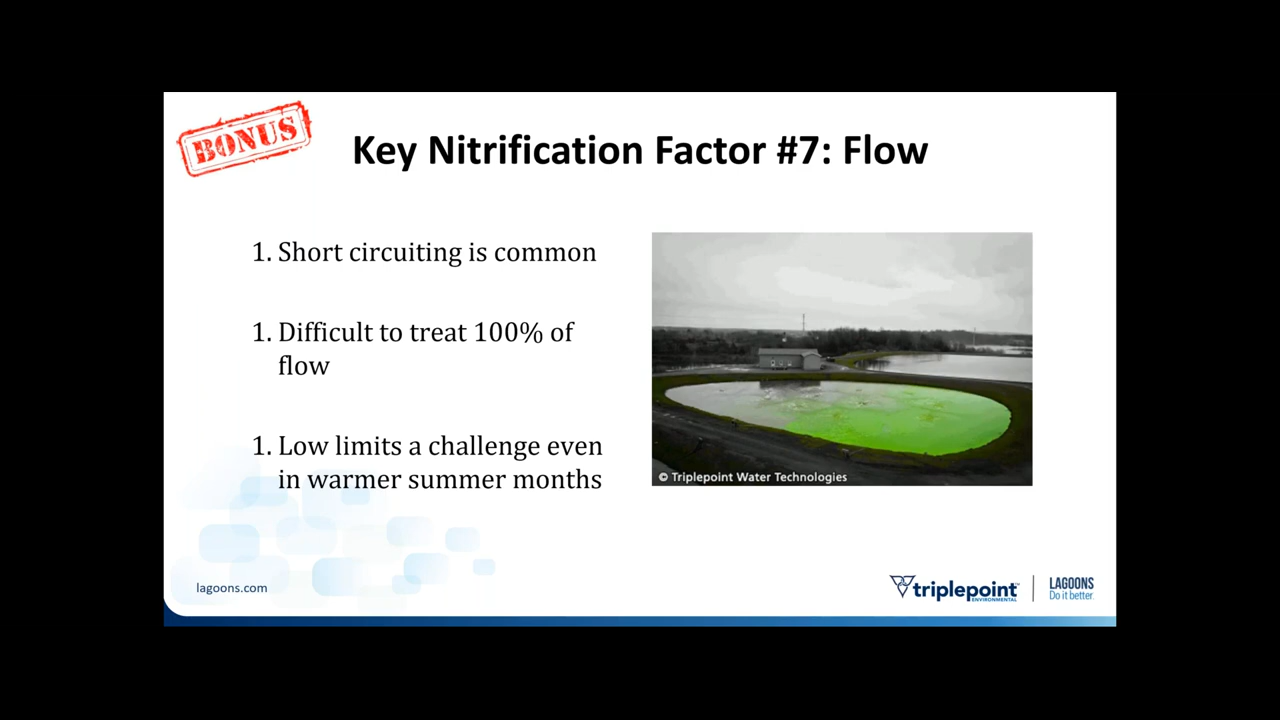 BONUS
Key Nitrification Factor #7: Flow
1. Short circuiting is common
1. Difficult to treat 100% of
flow
1. Low limits a challenge even
in warmer summer months
© Triplepoint Water Technologies
lagoons.com
triplepoint™
ENVIRONMENTAL
LAGOONS
Do it better.